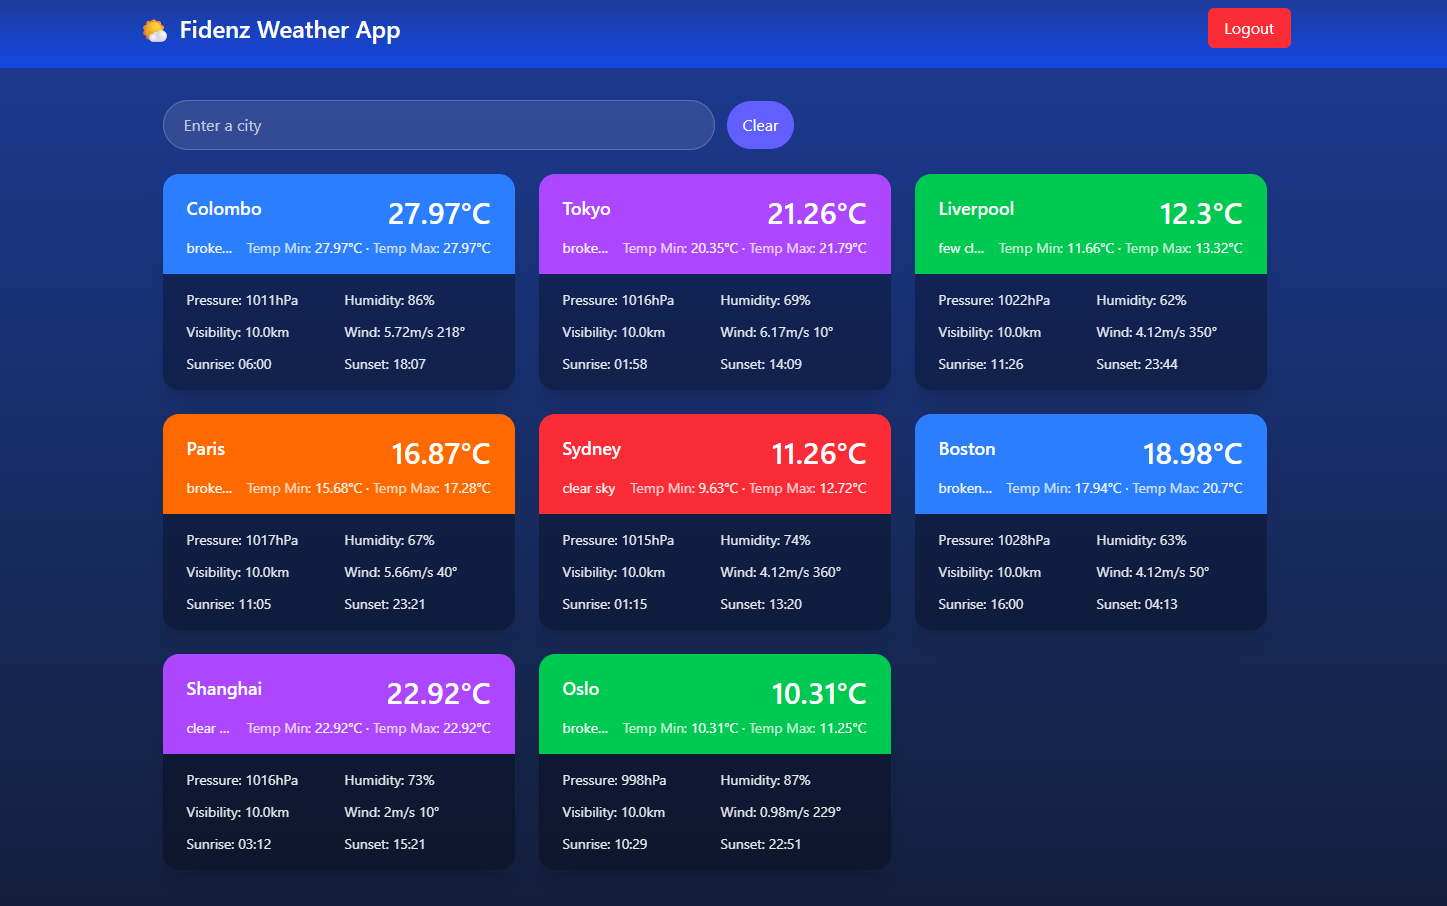 Fidenz Weather App
Logout
Enter a city
Clear
Colombo
27.97°C
broke...
Temp Min: 27.97°C · Temp Max: 27.97°C
Pressure: 1011hPa
Humidity: 86%
Visibility: 10.0km
Wind: 5.72m/s 218°
Sunrise: 06:00
Sunset: 18:07
Tokyo
21.26°C
broke...
Temp Min: 20.35°C · Temp Max: 21.79°C
Pressure: 1016hPa
Humidity: 69%
Visibility: 10.0km
Wind: 6.17m/s 10°
Sunrise: 01:58
Sunset: 14:09
Liverpool
12.3°C
few cl...
Temp Min: 11.66°C · Temp Max: 13.32°C
Pressure: 1022hPa
Humidity: 62%
Visibility: 10.0km
Wind: 4.12m/s 350°
Sunrise: 11:26
Sunset: 23:44
Paris
16.87°C
broke...
Temp Min: 15.68°C · Temp Max: 17.28°C
Pressure: 1017hPa
Humidity: 67%
Visibility: 10.0km
Wind: 5.66m/s 40°
Sunrise: 11:05
Sunset: 23:21
Sydney
11.26°C
clear sky
Temp Min: 9.63°C · Temp Max: 12.72°C
Pressure: 1015hPa
Humidity: 74%
Visibility: 10.0km
Wind: 4.12m/s 360°
Sunrise: 01:15
Sunset: 13:20
Boston
18.98°C
broken...
Temp Min: 17.94°C · Temp Max: 20.7°C
Pressure: 1028hPa
Humidity: 63%
Visibility: 10.0km
Wind: 4.12m/s 50°
Sunrise: 16:00
Sunset: 04:13
Shanghai
22.92°C
clear ...
Temp Min: 22.92°C · Temp Max: 22.92°C
Pressure: 1016hPa
Humidity: 73%
Visibility: 10.0km
Wind: 2m/s 10°
Sunrise: 03:12
Sunset: 15:21
Oslo
10.31°C
broke...
Temp Min: 10.31°C · Temp Max: 11.25°C
Pressure: 998hPa
Humidity: 87%
Visibility: 10.0km
Wind: 0.98m/s 229°
Sunrise: 10:29
Sunset: 22:51